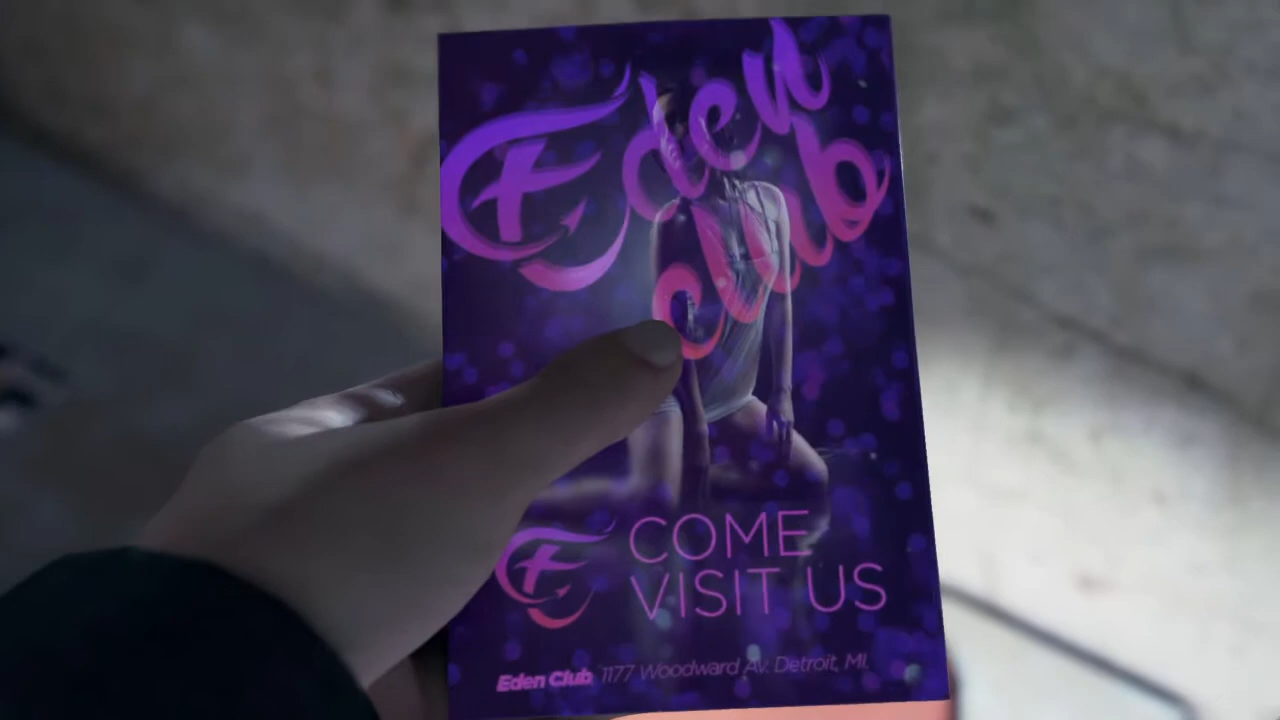 Eden
club
COME
VISIT US
Eden Club 1177 Woodward Av. Detroit, MI.